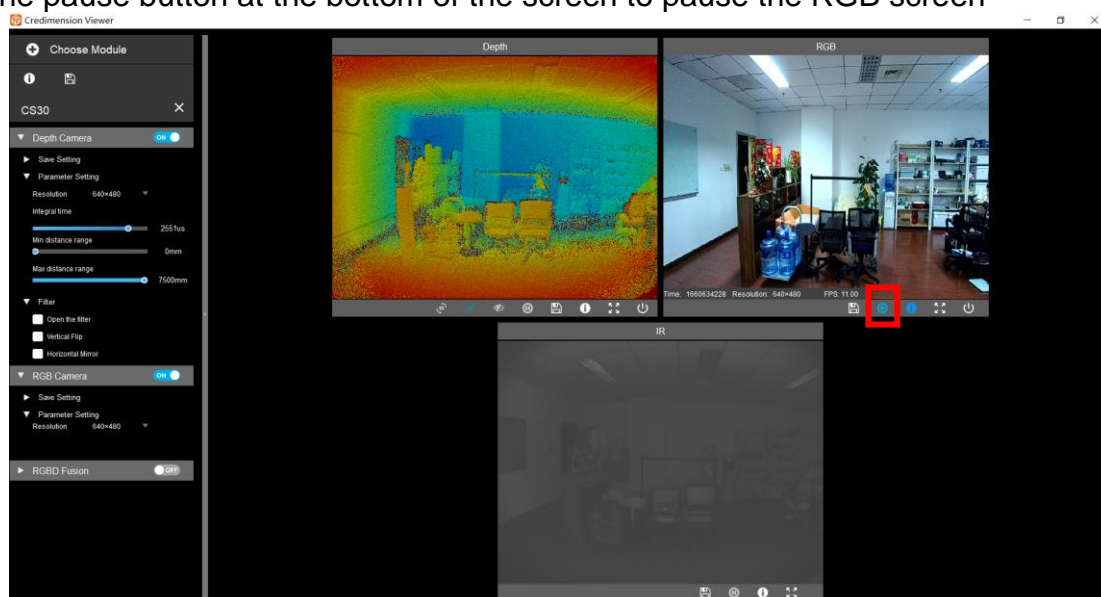 he pause button at the bottom of the screen to pause the RGB screen
Credimension Viewer
Choose Module
CS30
Depth Camera ON
Save Setting
Parameter Setting
Resolution 640×480
Integral time
2551us
Min distance range
0mm
Max distance range
7500mm
Filter
Open the filter
Vertical Flip
Horizontal Mirror
RGB Camera ON
Save Setting
Parameter Setting
Resolution 640×480
RGBD Fusion OFF
Depth
RGB
Time: 1660634228 Resolution: 640×480 FPS: 11.00
IR